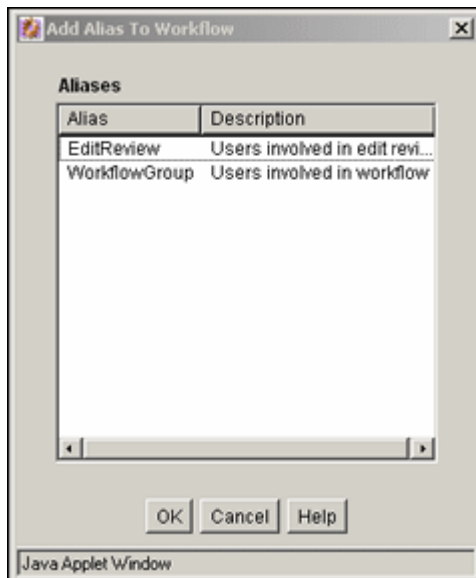 Add Alias To Workflow
Aliases
Alias Description
EditReview Users involved in edit revi...
WorkflowGroup Users involved in workflow
OK Cancel Help
Java Applet Window